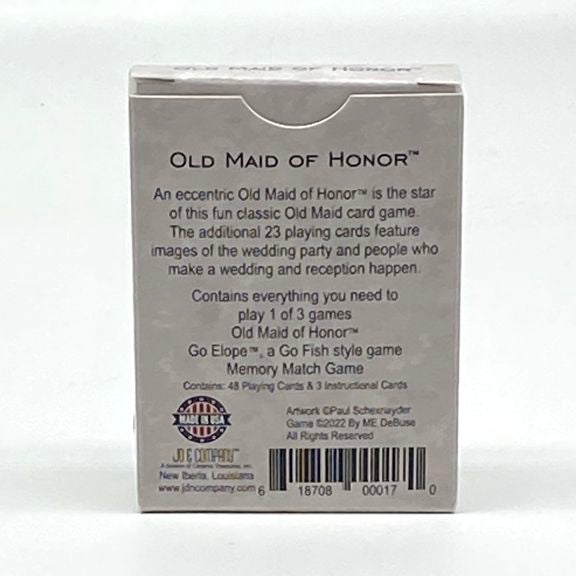 OLD MAID OF HONOR™
OLD MAID OF HONOR™
An eccentric Old Maid of Honor™ is the star
of this fun classic Old Maid card game.
The additional 23 playing cards feature
images of the wedding party and people who
make a wedding and reception happen.
Contains everything you need to
play 1 of 3 games
Old Maid of Honor™
Go Elope™, a Go Fish style game
Memory Match Game
Contains: 48 Playing Cards & 3 Instructional Cards
MADE IN USA
Artwork ©Paul Schexnayder
Game ©2022 By ME DeBuse
All Rights Reserved
JD & COMPANY™
A division of
New Iberia, Louisiana
www.jdncompany.com
6 18708 00017 0